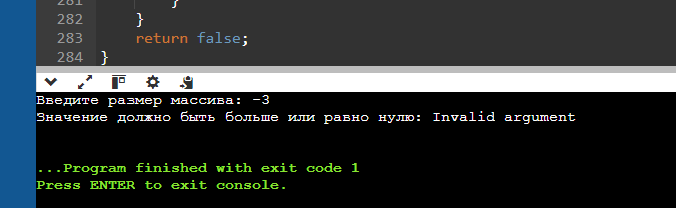 281 }
282 }
283 return false;
284 }
Введите размер массива: -3
Значение должно быть больше или равно нулю: Invalid argument
...Program finished with exit code 1
Press ENTER to exit console.